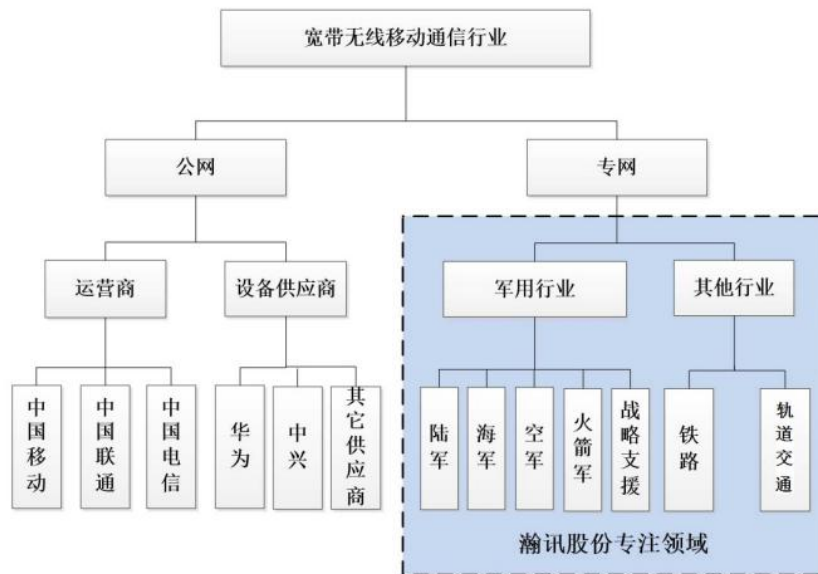 宽带无线移动通信行业
公网
专网
运营商
设备供应商
军用行业
其他行业
中国移动
中国联通
中国电信
华为
中兴
其它供应商
陆军
海军
空军
火箭军
战略支援
铁路
轨道交通
瀚讯股份专注领域